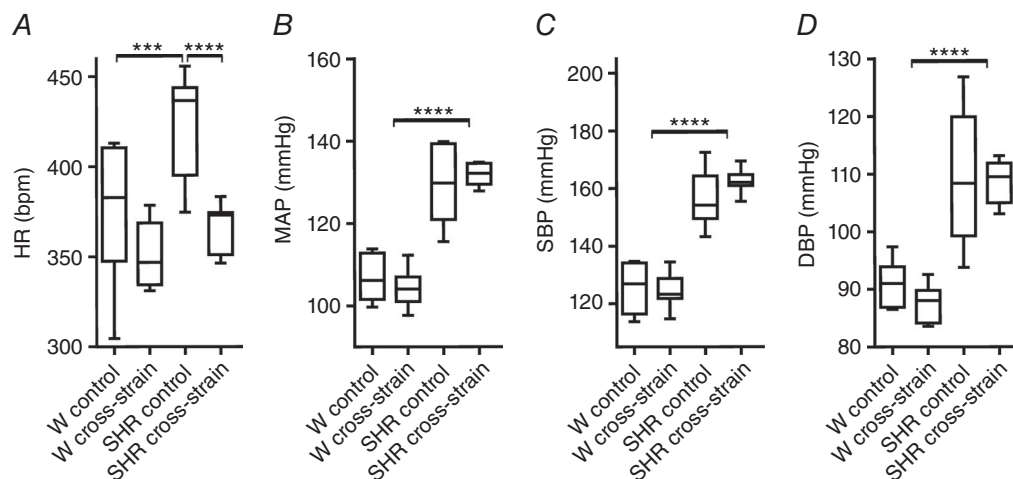 A
HR (bpm)
450
400
350
300
***
****
W control
W cross-strain
SHR control
SHR cross-strain
B
MAP (mmHg)
160
140
120
100
****
W control
W cross-strain
SHR control
SHR cross-strain
C
SBP (mmHg)
200
180
160
140
120
****
W control
W cross-strain
SHR control
SHR cross-strain
D
DBP (mmHg)
130
120
110
100
90
80
****
W control
W cross-strain
SHR control
SHR cross-strain